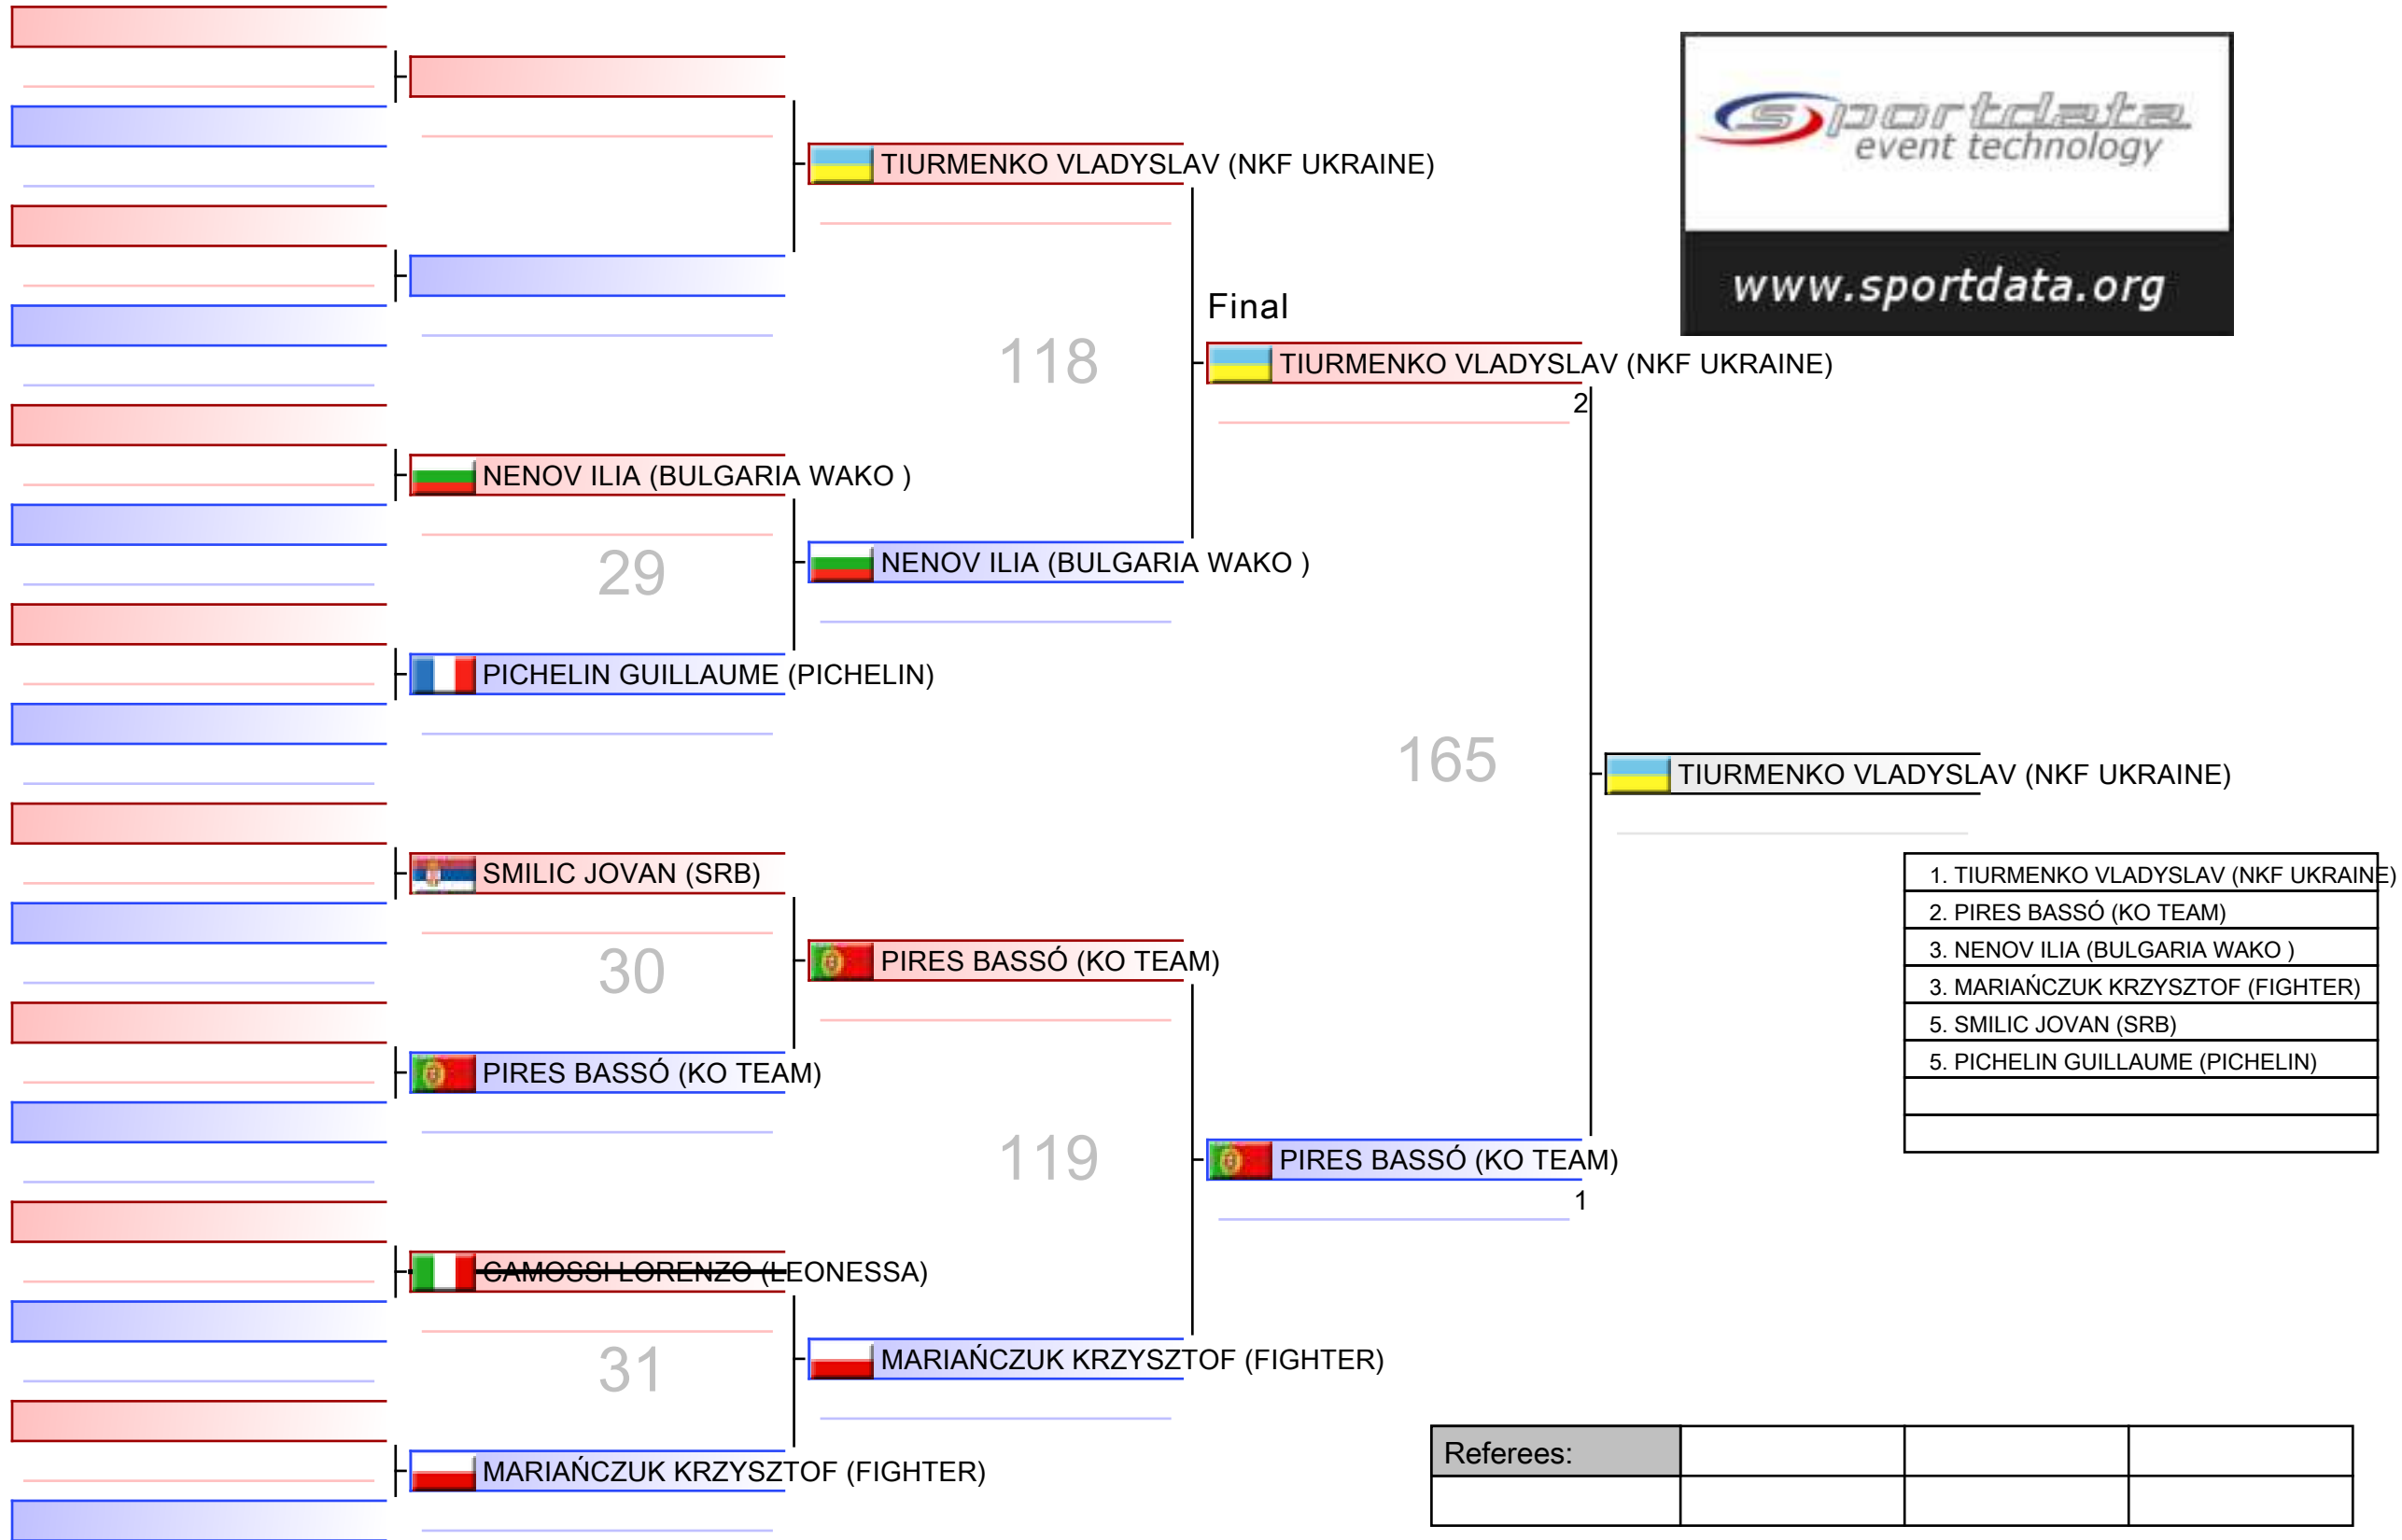 sportdata
event technology
www.sportdata.org
TIURMENKO VLADYSLAV (NKF UKRAINE)
Final
118
TIURMENKO VLADYSLAV (NKF UKRAINE)
2
NENOV ILIA (BULGARIA WAKO )
29
NENOV ILIA (BULGARIA WAKO )
PICHELIN GUILLAUME (PICHELIN)
165
TIURMENKO VLADYSLAV (NKF UKRAINE)
SMILIC JOVAN (SRB)
30
PIRES BASSÓ (KO TEAM)
PIRES BASSÓ (KO TEAM)
119
PIRES BASSÓ (KO TEAM)
1
1. TIURMENKO VLADYSLAV (NKF UKRAINE)
2. PIRES BASSÓ (KO TEAM)
3. NENOV ILIA (BULGARIA WAKO )
3. MARIAŃCZUK KRZYSZTOF (FIGHTER)
5. SMILIC JOVAN (SRB)
5. PICHELIN GUILLAUME (PICHELIN)
CAMOSSI LORENZO (LEONESSA)
31
MARIAŃCZUK KRZYSZTOF (FIGHTER)
MARIAŃCZUK KRZYSZTOF (FIGHTER)
Referees: